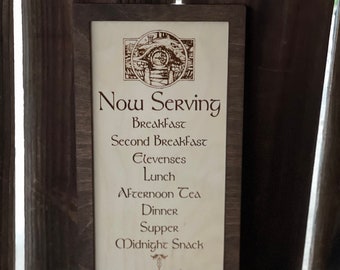 Now Serving
Breakfast
Second Breakfast
Elevenses
Lunch
Afternoon Tea
Dinner
Supper
Midnight Snack